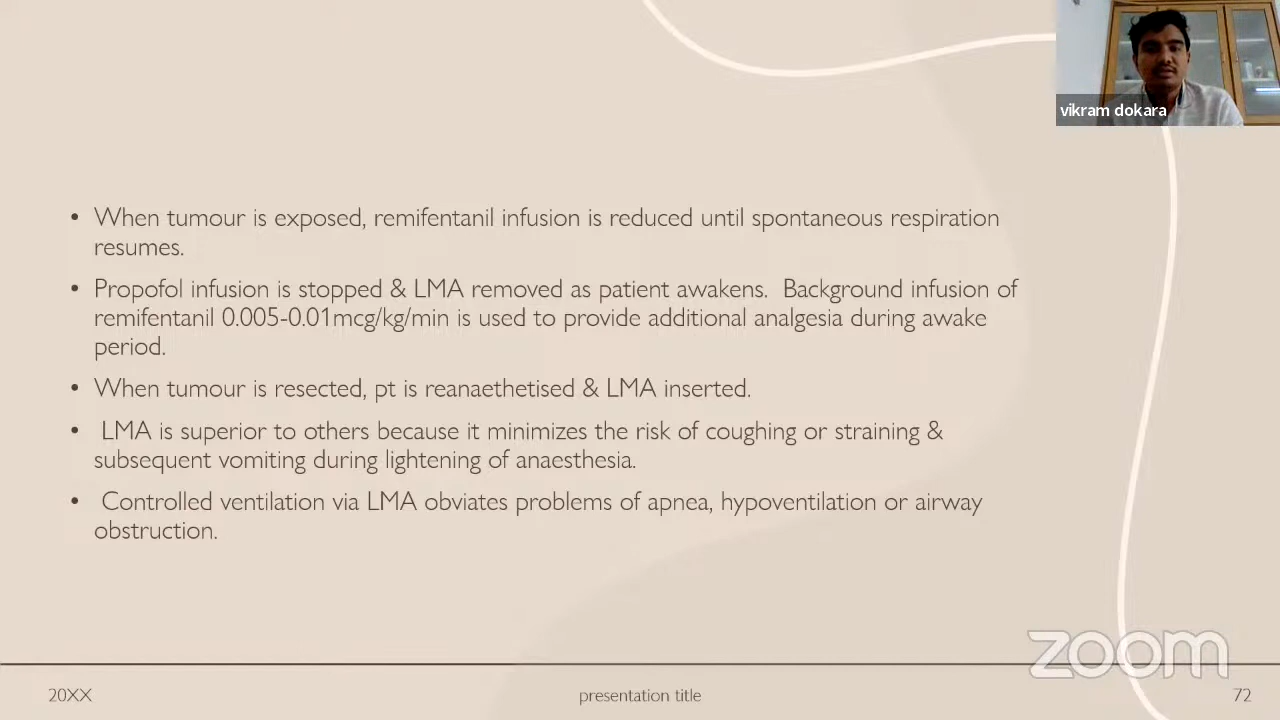 vikram dokara
• When tumour is exposed, remifentanil infusion is reduced until spontaneous respiration
resumes.
• Propofol infusion is stopped & LMA removed as patient awakens. Background infusion of
remifentanil 0.005-0.01mcg/kg/min is used to provide additional analgesia during awake
period.
• When tumour is resected, pt is reanaethetised & LMA inserted.
• LMA is superior to others because it minimizes the risk of coughing or straining &
subsequent vomiting during lightening of anaesthesia.
• Controlled ventilation via LMA obviates problems of apnea, hypoventilation or airway
obstruction.
zoom
20XX
presentation title
72